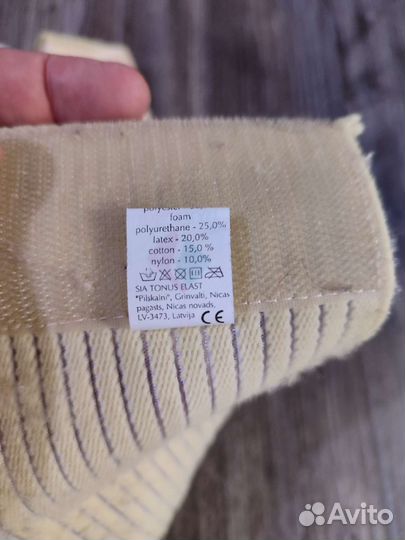 polyester
foam
polyurethane - 25,0%
latex - 20,0%
cotton - 15,0 %
nylon - 10,0%
SIA TONUS ELAST
"Pilskalni", Grinvalti, Nicas
pagasts, Nicas novads,
LV-3473, Latvija CE
Avito